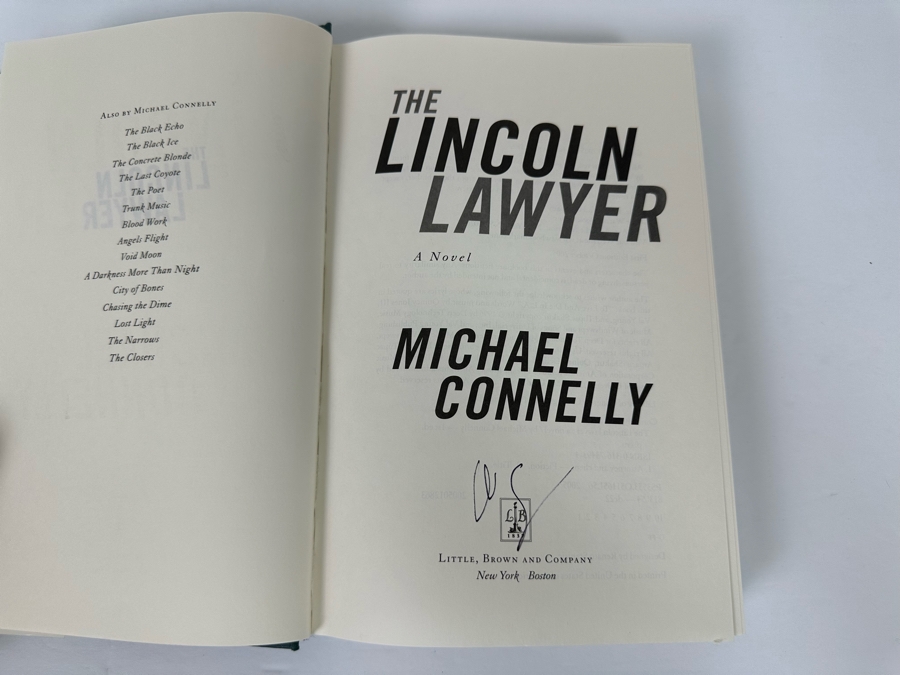 Also by Michael Connelly
The Black Echo
The Black Ice
The Concrete Blonde
The Last Coyote
The Poet
Trunk Music
Blood Work
Angels Flight
Void Moon
A Darkness More Than Night
City of Bones
Chasing the Dime
Lost Light
The Narrows
The Closers
THE
LINCOLN
LAWYER
A Novel
MICHAEL
CONNELLY
L B
Little, Brown and Company
New York Boston